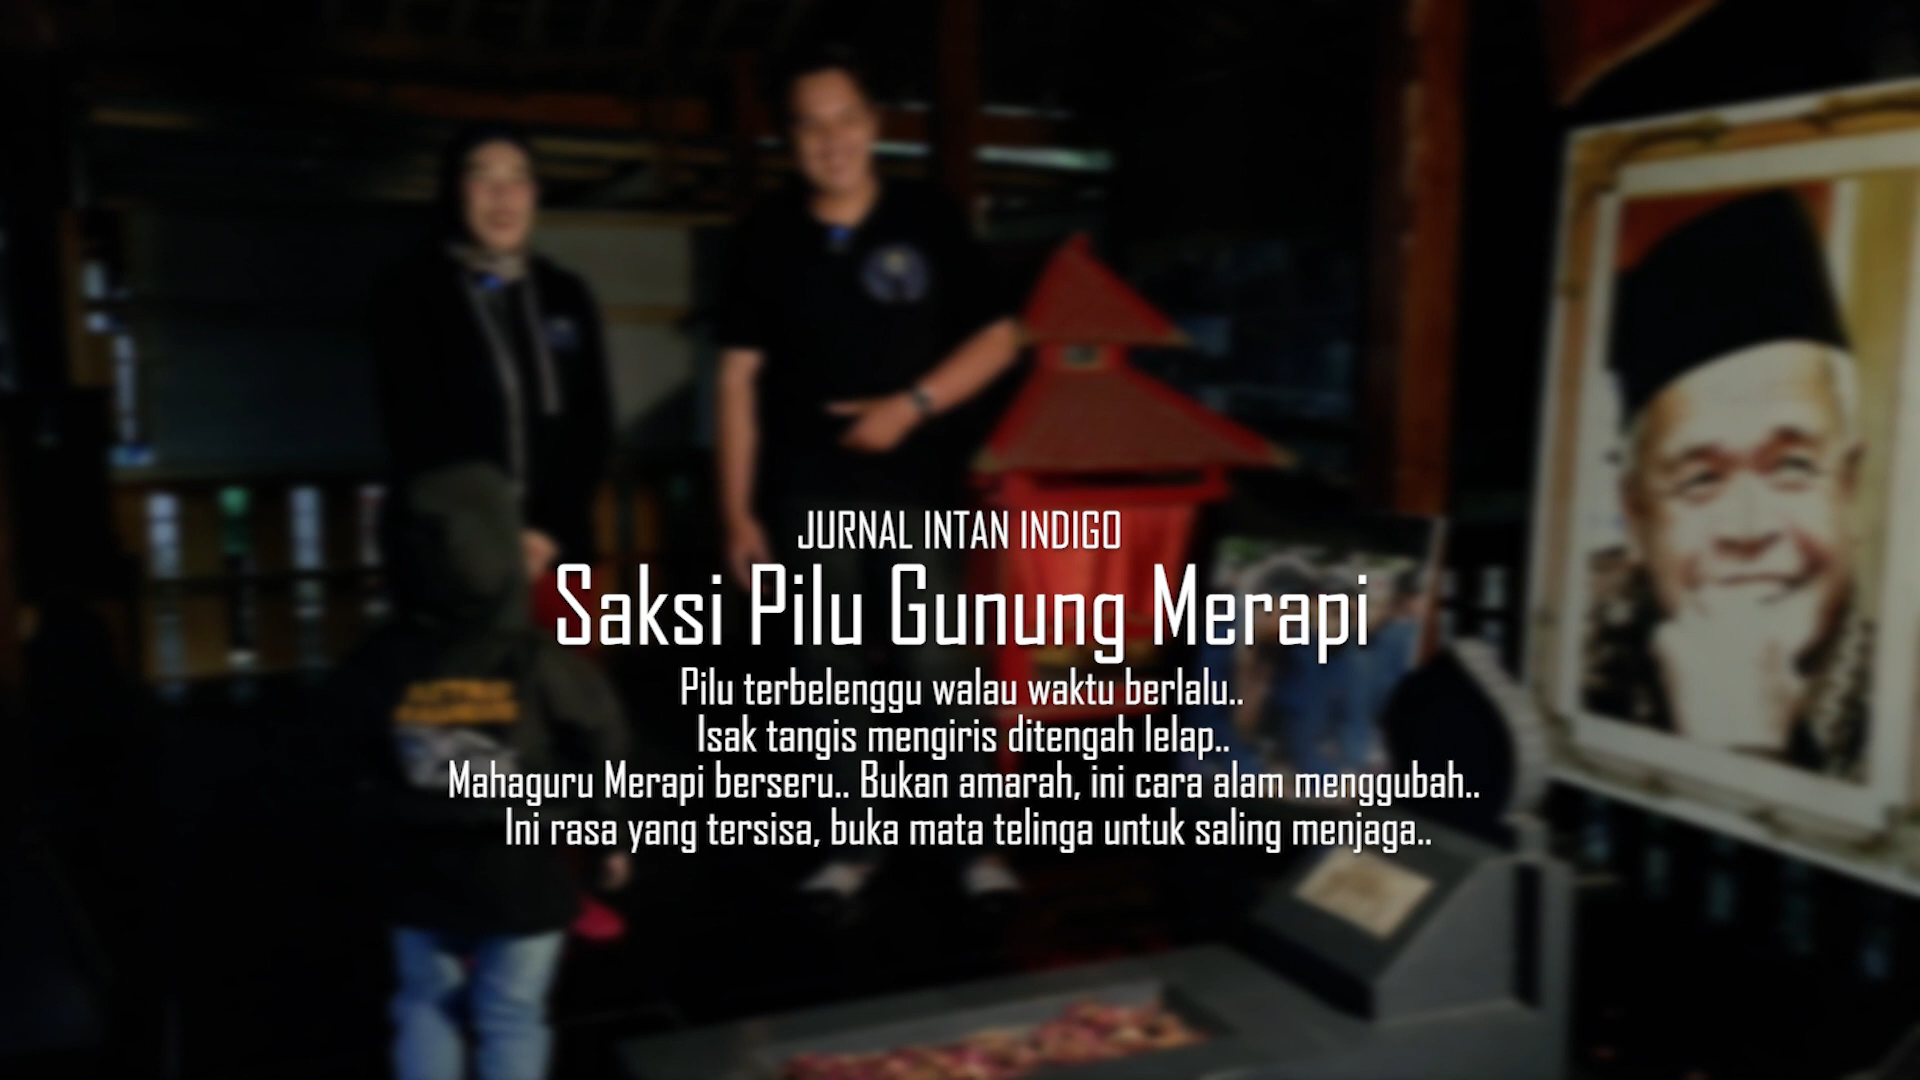 JURNAL INTAN INDIGO
Saksi Pilu Gunung Merapi
Pilu terbelenggu walau waktu berlalu..
Isak tangis mengiris ditengah lelap..
Mahaguru Merapi berseru.. Bukan amarah, ini cara alam menggubah..
Ini rasa yang tersisa, buka mata telinga untuk saling menjaga..